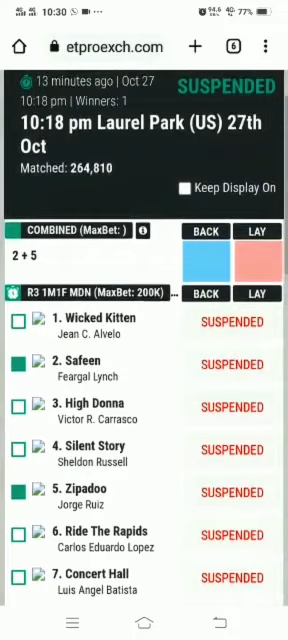 10:30
94.6
77%
etproexch.com
6
13 minutes ago | Oct 27
SUSPENDED
10:18 pm | Winners: 1
10:18 pm Laurel Park (US) 27th
Oct
Matched: 264,810
Keep Display On
COMBINED (MaxBet: )
BACK LAY
2 + 5
R3 1M1F MDN (MaxBet: 200K) ...
BACK LAY
1. Wicked Kitten
Jean C. Alvelo
SUSPENDED
2. Safeen
Feargal Lynch
SUSPENDED
3. High Donna
Victor R. Carrasco
SUSPENDED
4. Silent Story
Sheldon Russell
SUSPENDED
5. Zipadoo
Jorge Ruiz
SUSPENDED
6. Ride The Rapids
Carlos Eduardo Lopez
SUSPENDED
7. Concert Hall
Luis Angel Batista
SUSPENDED